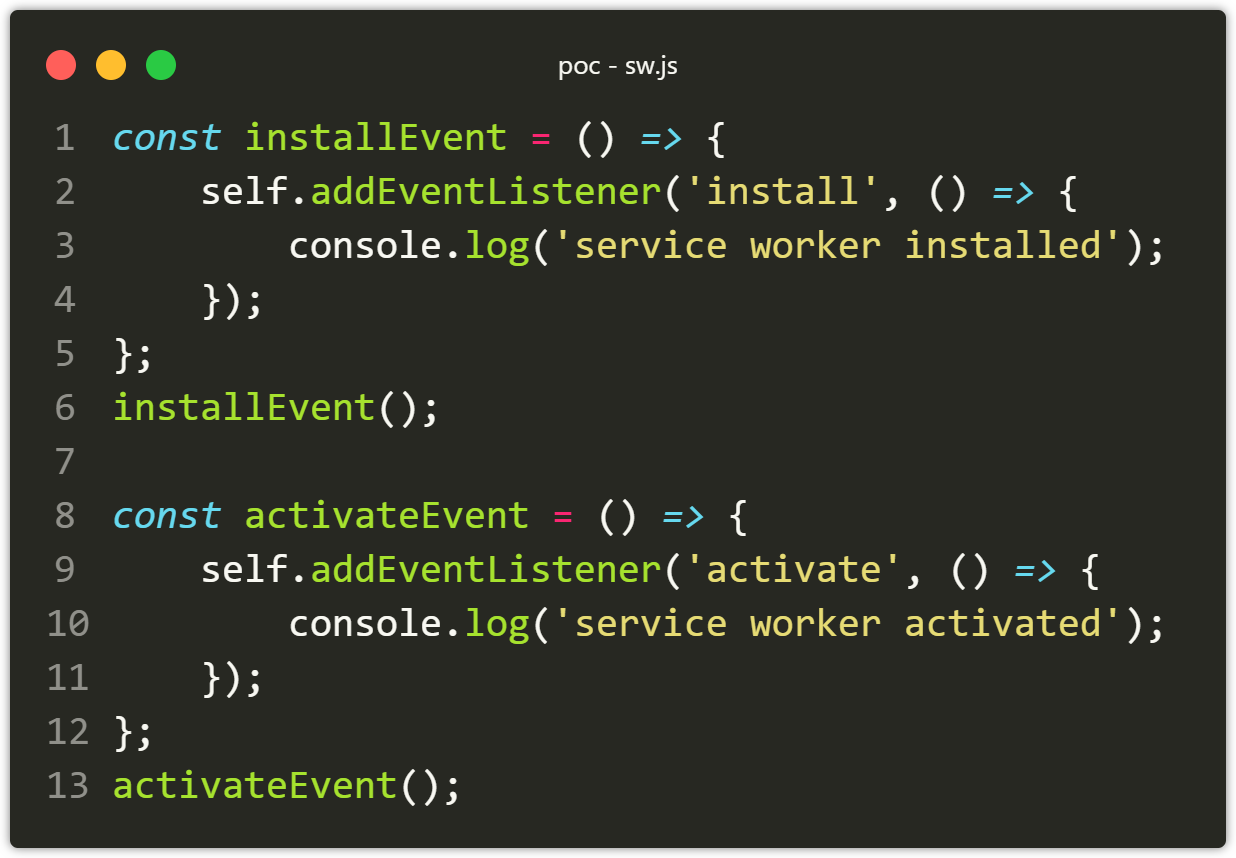 poc - sw.js
1 const installEvent = () => {
2     self.addEventListener('install', () => {
3         console.log('service worker installed');
4     });
5 };
6 installEvent();
7
8 const activateEvent = () => {
9     self.addEventListener('activate', () => {
10         console.log('service worker activated');
11     });
12 };
13 activateEvent();